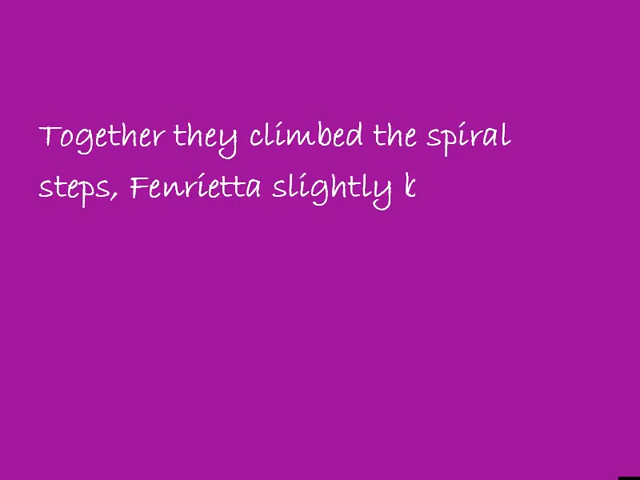 Together they climbed the spiral
steps, Fenrietta slightly